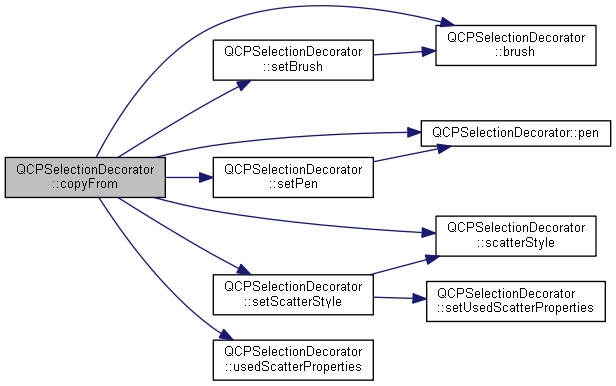 QCPSelectionDecorator
::copyFrom
QCPSelectionDecorator
::setBrush
QCPSelectionDecorator
::brush
QCPSelectionDecorator::pen
QCPSelectionDecorator
::setPen
QCPSelectionDecorator
::scatterStyle
QCPSelectionDecorator
::setScatterStyle
QCPSelectionDecorator
::setUsedScatterProperties
QCPSelectionDecorator
::usedScatterProperties